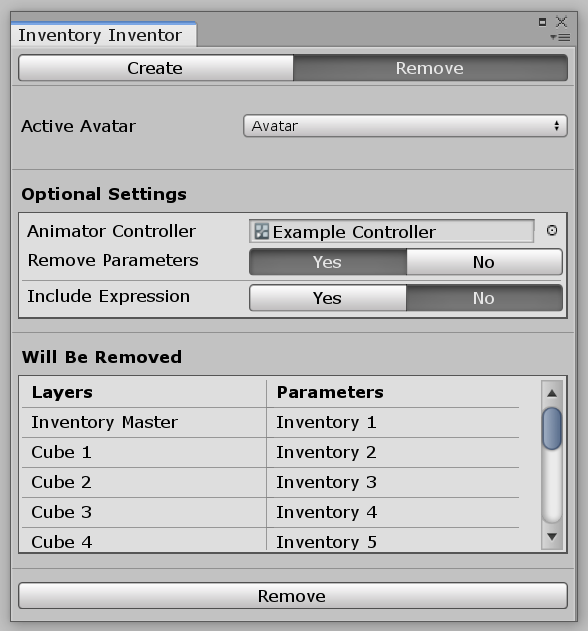 Inventory Inventor
Create Remove
Active Avatar Avatar
Optional Settings
Animator Controller Example Controller
Remove Parameters Yes No
Include Expression Yes No
Will Be Removed
Layers Parameters
Inventory Master Inventory 1
Cube 1 Inventory 2
Cube 2 Inventory 3
Cube 3 Inventory 4
Cube 4 Inventory 5
Remove